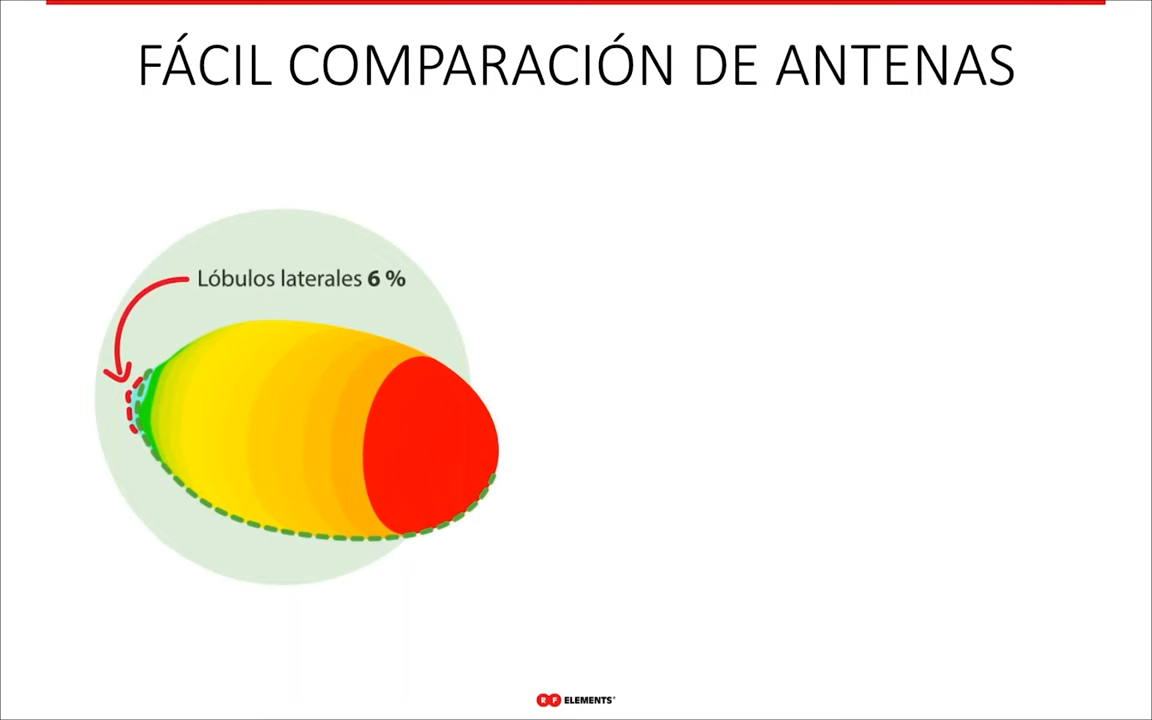 FÁCIL COMPARACIÓN DE ANTENAS
Lóbulos laterales 6 %
RF ELEMENTS